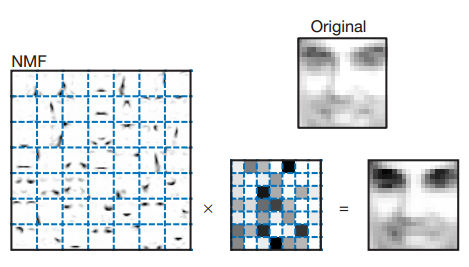 Original
NMF
× =